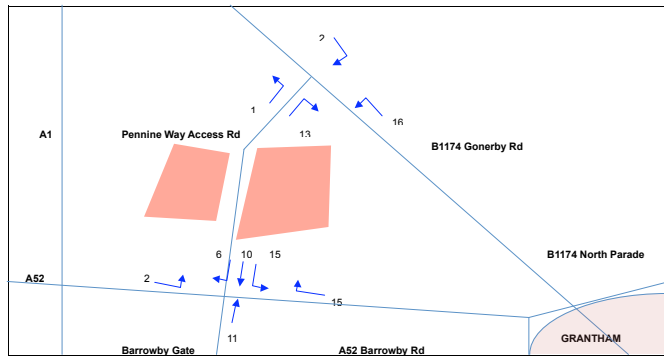 2
1
16
A1
Pennine Way Access Rd
13
B1174 Gonerby Rd
6
10
15
B1174 North Parade
A52
2
15
11
GRANTHAM
Barrowby Gate
A52 Barrowby Rd